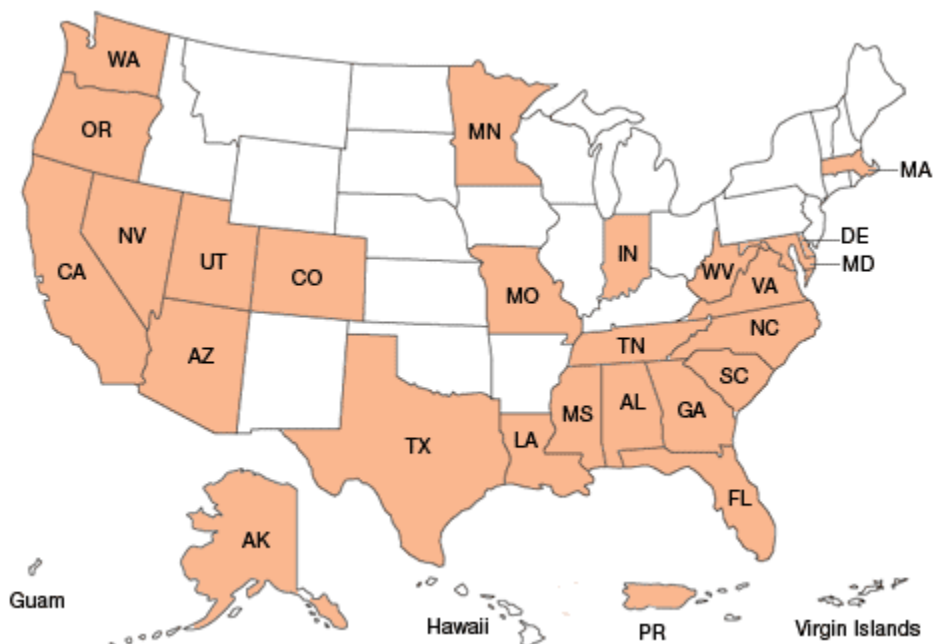 WA
OR
MN
MA
NV
UT
CO
CA
IN
DE
MD
WV
VA
MO
AZ
TN
NC
SC
MS
AL
GA
TX
LA
FL
AK
Guam
Hawaii
PR
Virgin Islands